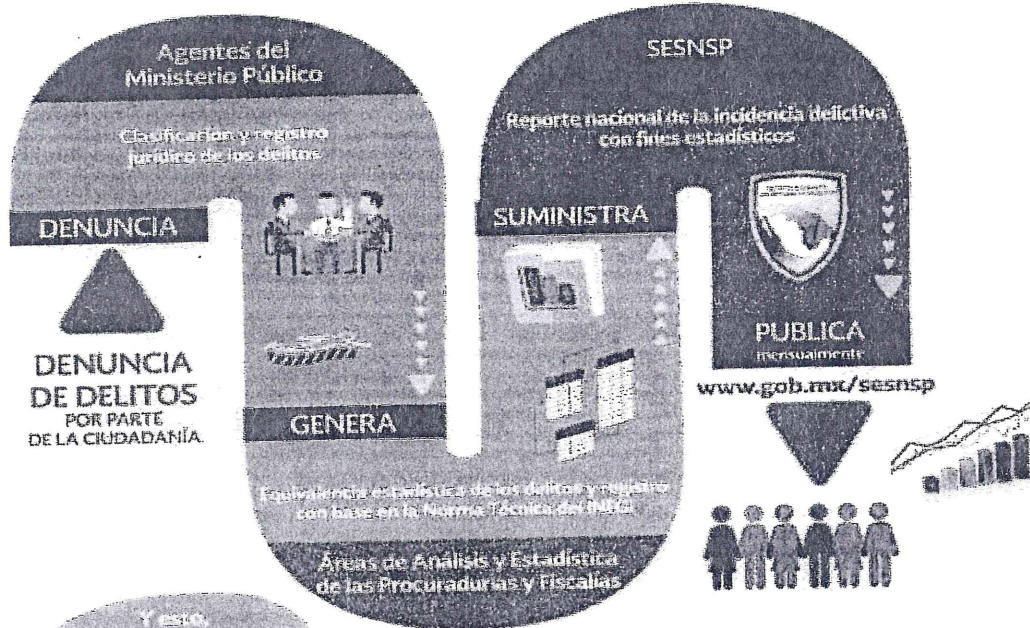 Agentes del
Ministerio Público
Clasificación y registro
jurídico de los delitos
DENUNCIA
DENUNCIA
DE DELITOS
POR PARTE
DE LA CIUDADANÍA.
GENERA
Equivalencia estadística de los delitos y registro
con base en la Norma Técnica del INEGI
Áreas de Análisis y Estadística
de las Procuradurías y Fiscalías
SUMINISTRA
SESNSP
Reporte nacional de la incidencia delictiva
con fines estadísticos
PUBLICA
mensualmente
www.gob.mx/sesnsp
Y esto,